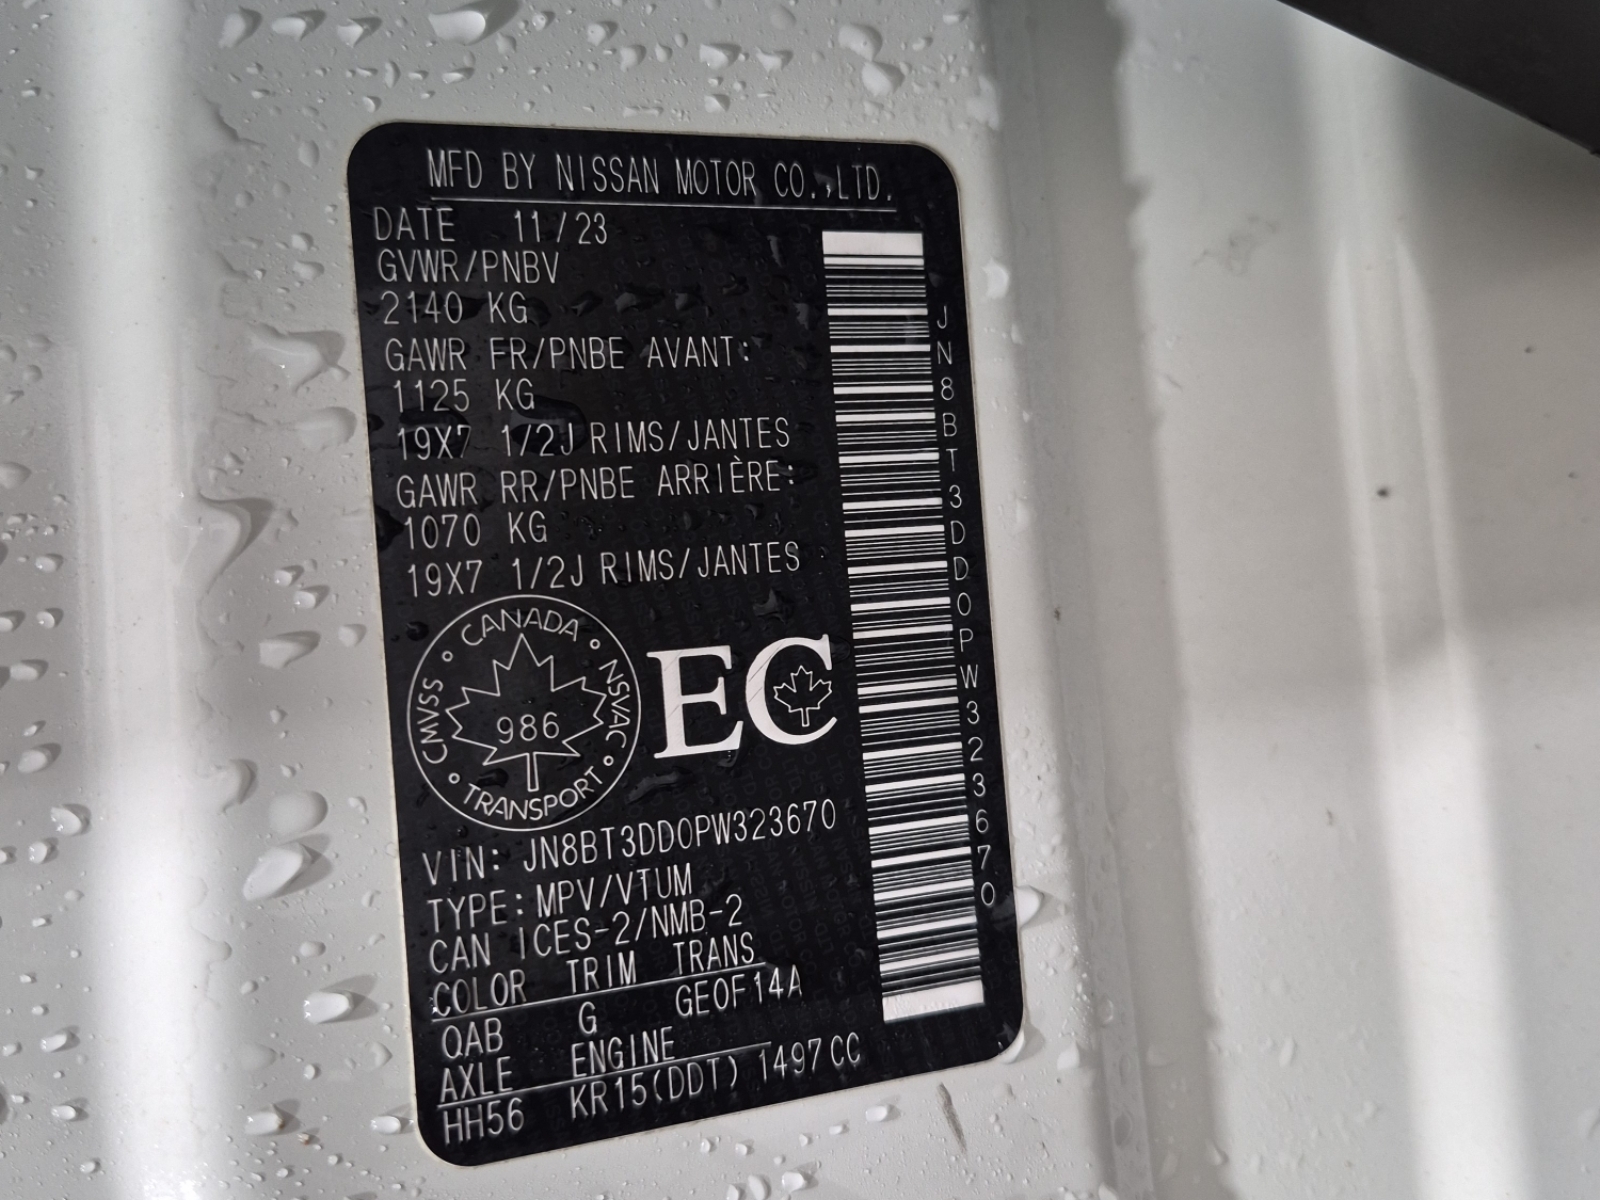 MFD BY NISSAN MOTOR CO.,LTD.
DATE 11/23
GVWR/PNBV
2140 KG
GAWR FR/PNBE AVANT:
1125 KG
19X7 1/2J RIMS/JANTES
GAWR RR/PNBE ARRIÈRE:
1070 KG
19X7 1/2J RIMS/JANTES
CANADA
CMVSS NSVAC
986
TRANSPORT
EC
VIN: JN8BT3DD0PW323670
TYPE: MPV/VTUM
CAN ICES-2/NMB-2
COLOR TRIM TRANS
QAB G GE0F14A
AXLE ENGINE
HH56 KR15(DDT) 1497CC
JN8BT3DD0PW323670